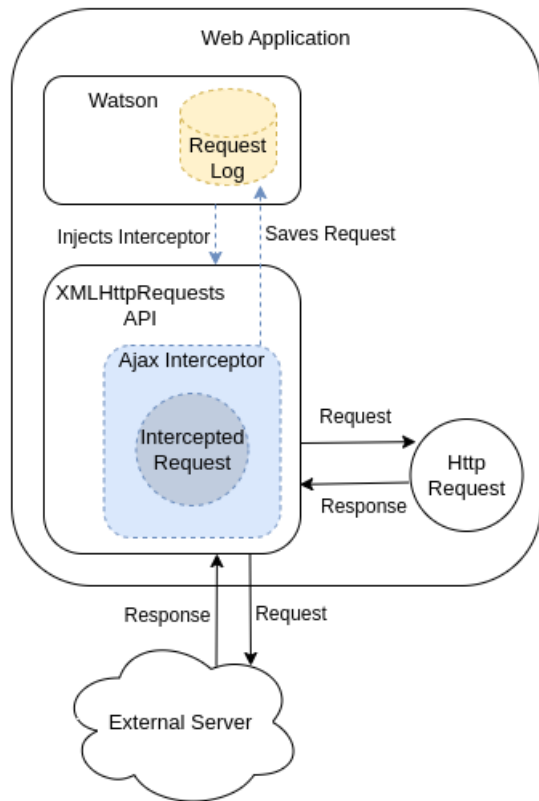 Web Application
Watson
Request
Log
Injects Interceptor
Saves Request
XMLHttpRequests
API
Ajax Interceptor
Intercepted
Request
Request
Http
Request
Response
Response
Request
External Server